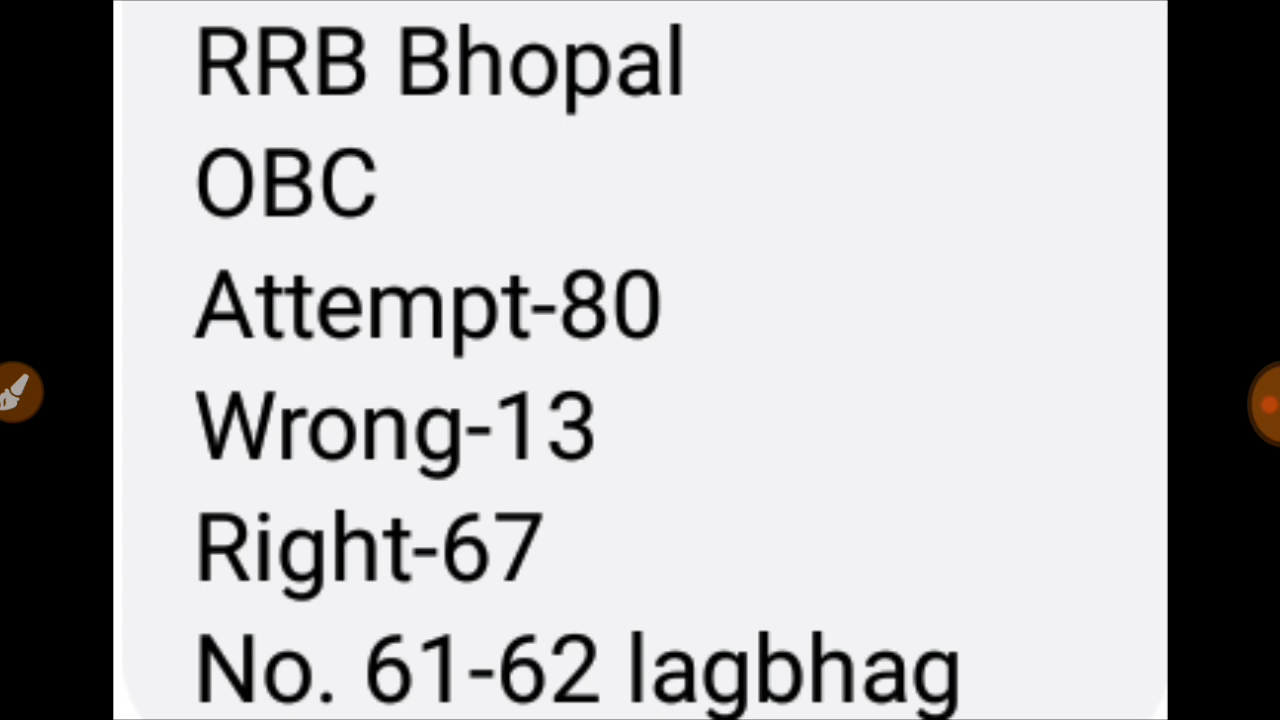 RRB Bhopal
OBC
Attempt-80
Wrong-13
Right-67
No. 61-62 lagbhag